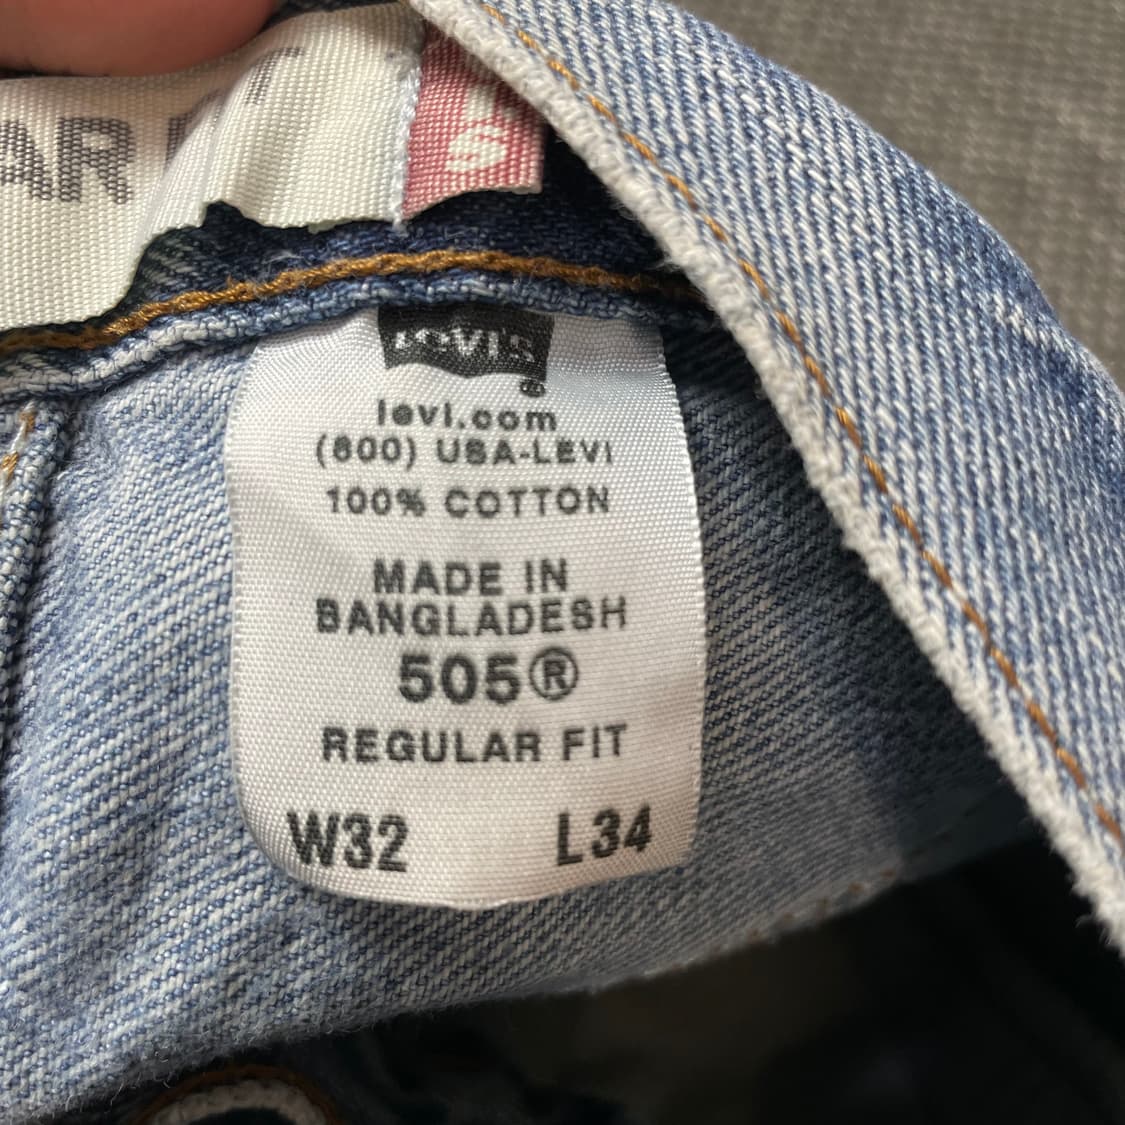 LEVI'S
®
levi.com
(800) USA-LEVI
100% COTTON
MADE IN
BANGLADESH
505®
REGULAR FIT
W32 L34